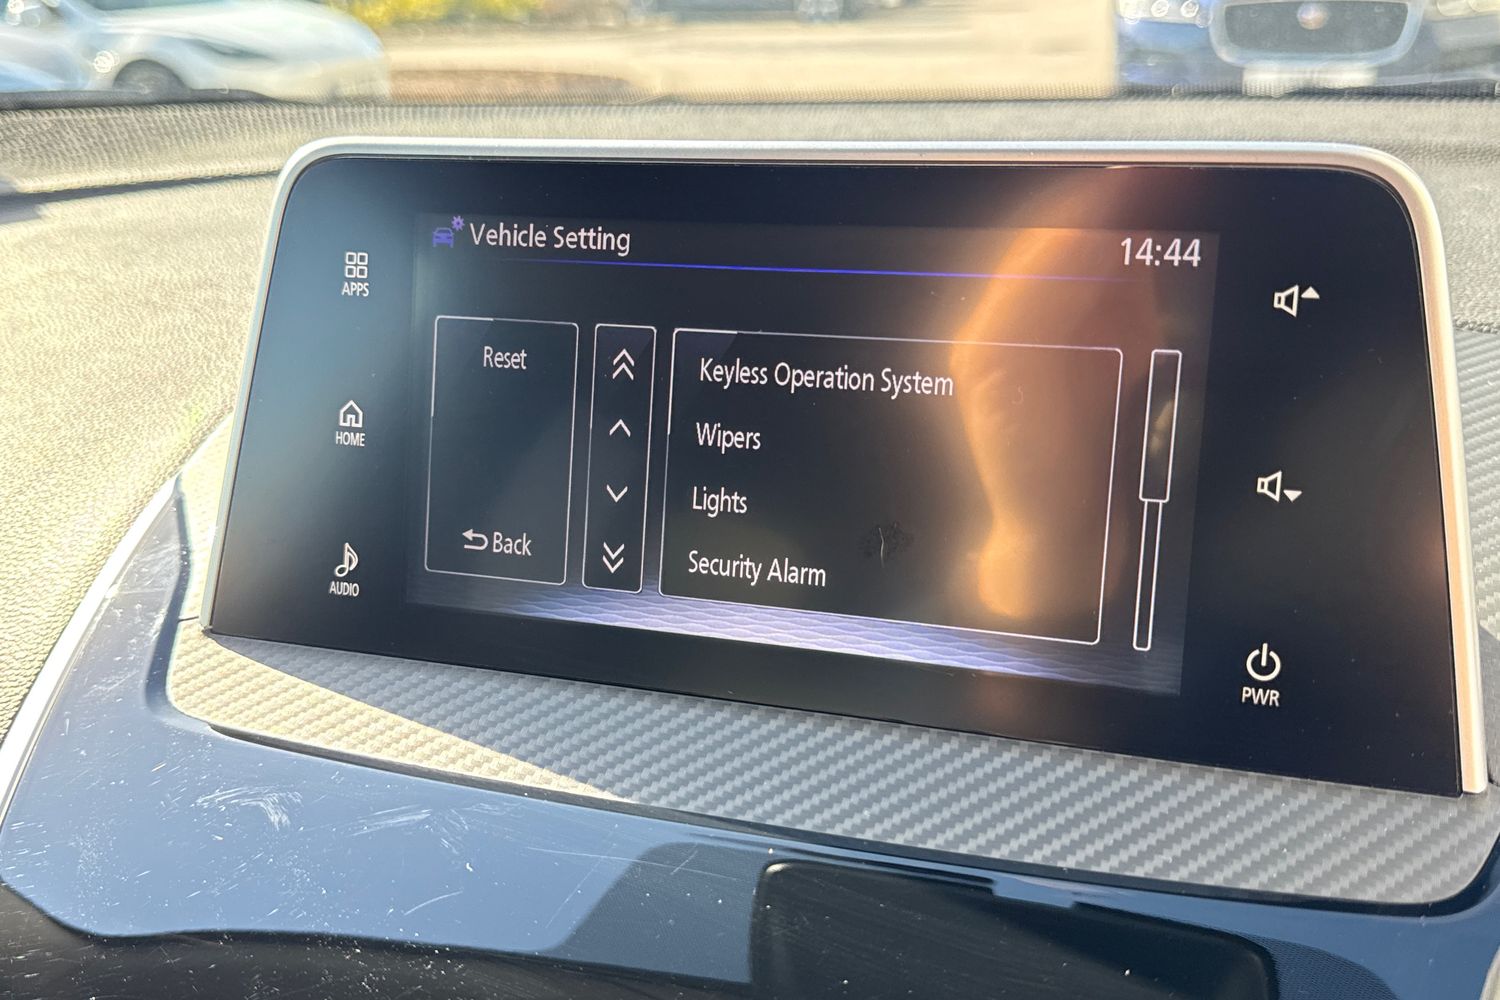 Vehicle Setting
14:44
APPS
HOME
AUDIO
Reset
Back
Keyless Operation System
Wipers
Lights
Security Alarm
PWR